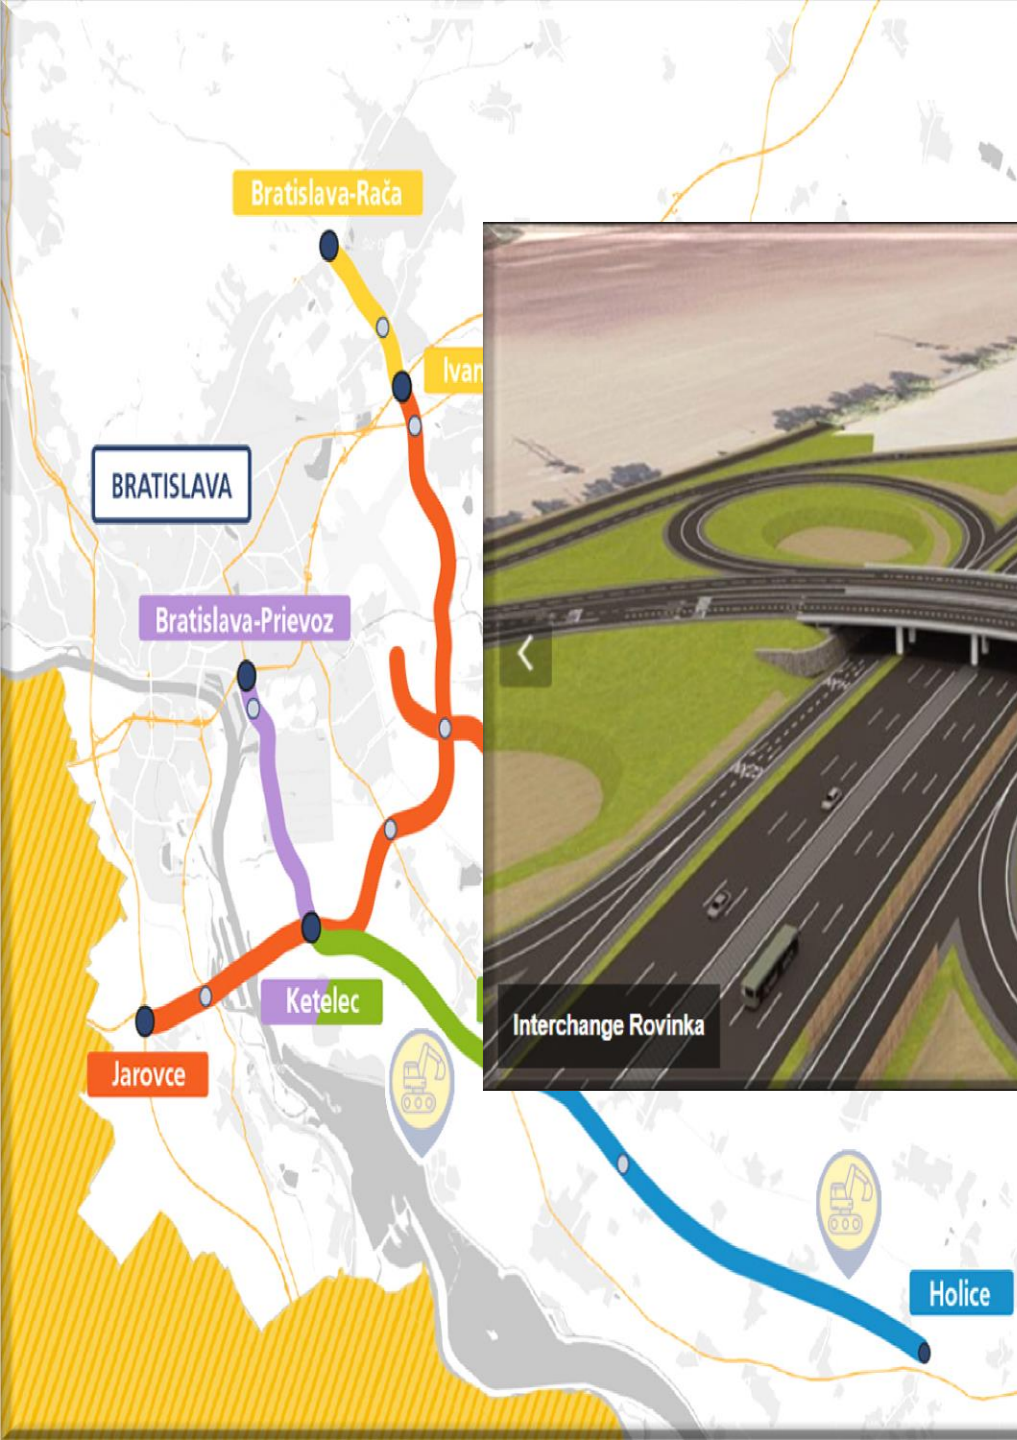 Bratislava-Rača
Ivan
BRATISLAVA
Bratislava-Prievoz
Ketelec
Interchange Rovinka
Jarovce
Holice